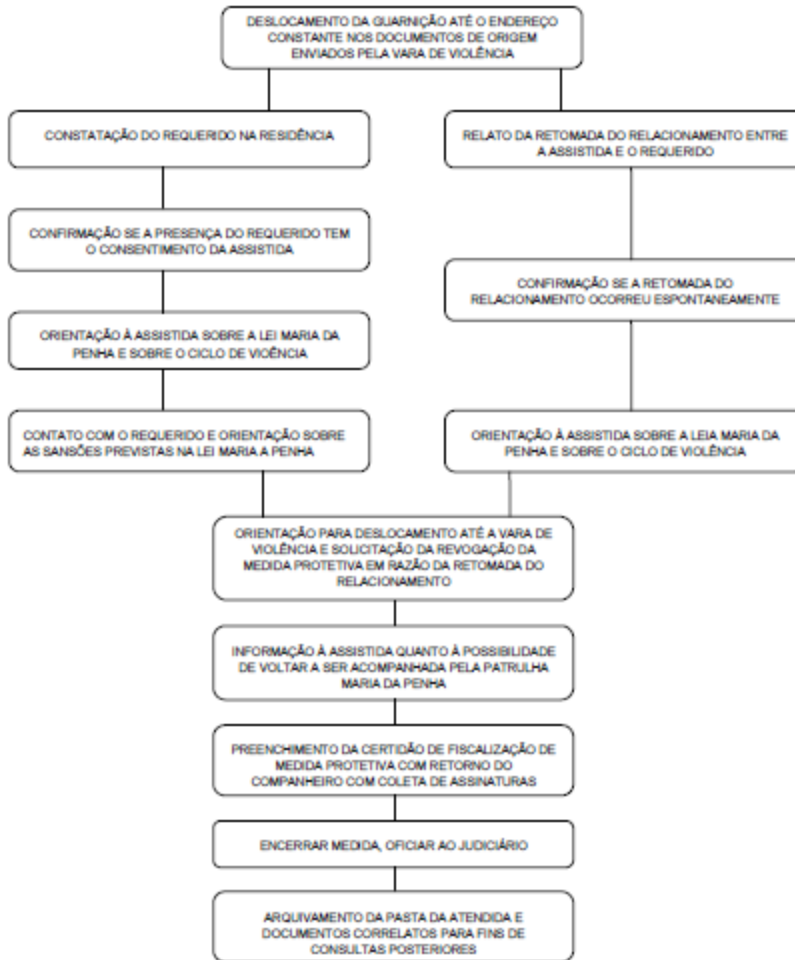 DESLOCAMENTO DA GUARNIÇÃO ATÉ O ENDEREÇO
CONSTANTE NOS DOCUMENTOS DE ORIGEM
ENVIADOS PELA VARA DE VIOLÊNCIA
CONSTATAÇÃO DO REQUERIDO NA RESIDÊNCIA
CONFIRMAÇÃO SE A PRESENÇA DO REQUERIDO TEM
O CONSENTIMENTO DA ASSISTIDA
ORIENTAÇÃO À ASSISTIDA SOBRE A LEI MARIA DA
PENHA E SOBRE O CICLO DE VIOÊNCIA
CONTATO COM O REQUERIDO E ORIENTAÇÃO SOBRE
AS SANSÕES PREVISTAS NA LEI MARIA A PENHA
RELATO DA RETOMADA DO RELACIONAMENTO ENTRE
A ASSISTIDA E O REQUERIDO
CONFIRMAÇÃO SE A RETOMADA DO
RELACIONAMENTO OCORREU ESPONTANEAMENTE
ORIENTAÇÃO À ASSISTIDA SOBRE A LEIA MARIA DA
PENHA E SOBRE O CICLO DE VIOLÊNCIA
ORIENTAÇÃO PARA DESLOCAMENTO ATÉ A VARA DE
VIOLÊNCIA E SOLICITAÇÃO DA REVOGAÇÃO DA
MEDIDA PROTETIVA EM RAZÃO DA RETOMADA DO
RELACIONAMENTO
INFORMAÇÃO À ASSISTIDA QUANTO À POSSIBILIDADE
DE VOLTAR A SER ACOMPANHADA PELA PATRULHA
MARIA DA PENHA
PREENCHIMENTO DA CERTIDÃO DE FISCALIZAÇÃO DE
MEDIDA PROTETIVA COM RETORNO DO
COMPANHEIRO COM COLETA DE ASSINATURAS
ENCERRAR MEDIDA, OFICIAR AO JUDICIÁRIO
ARQUIVAMENTO DA PASTA DA ATENDIDA E
DOCUMENTOS CORRELATOS PARA FINS DE
CONSULTAS POSTERIORES